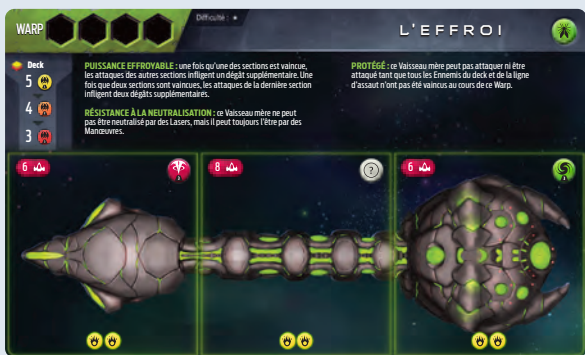 WARP
Difficulté : ★
L'EFFROI
Deck
5
4
3
PUISSANCE EFFROYABLE : une fois qu'une des sections est vaincue,
les attaques des autres sections infligent un dégât supplémentaire. Une
fois que deux sections sont vaincues, les attaques de la dernière section
infligent deux dégâts supplémentaires.
RÉSISTANCE À LA NEUTRALISATION : ce Vaisseau mère ne peut
pas être neutralisé par des Lasers, mais il peut toujours l'être par des
Manœuvres.
PROTÉGÉ : ce Vaisseau mère peut pas attaquer ni être
attaqué tant que tous les Ennemis du deck et de la ligne
d'assaut n'ont pas été vaincus au cours de ce Warp.
6
2
8
?
6